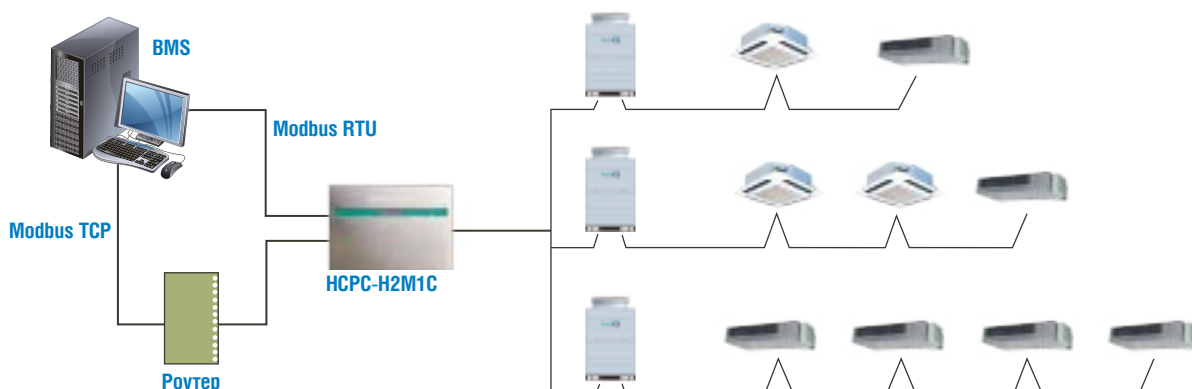 BMS
Modbus RTU
Modbus TCP
HCPC-H2M1C
Роутер